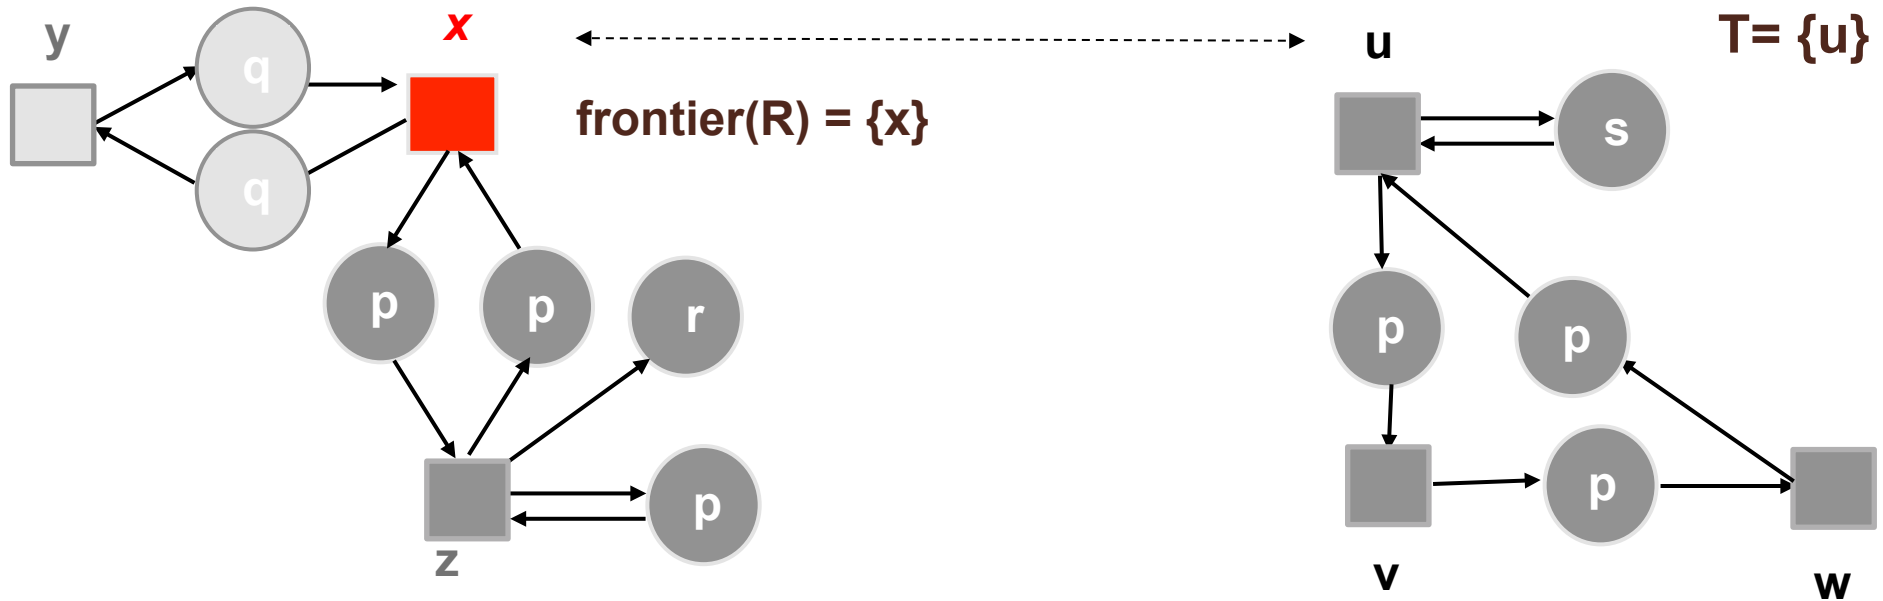 y
q
x
u
T= {u}
q
frontier(R) = {x}
s
p
p
r
p
p
z
p
v
p
w